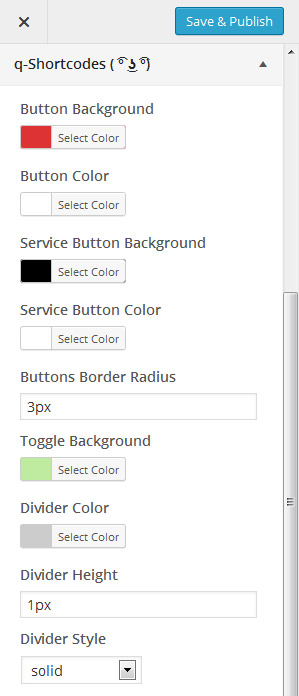 Save & Publish
q-Shortcodes ( ͡° ͜ʖ ͡°)
Button Background
Select Color
Button Color
Select Color
Service Button Background
Select Color
Service Button Color
Select Color
Buttons Border Radius
3px
Toggle Background
Select Color
Divider Color
Select Color
Divider Height
1px
Divider Style
solid